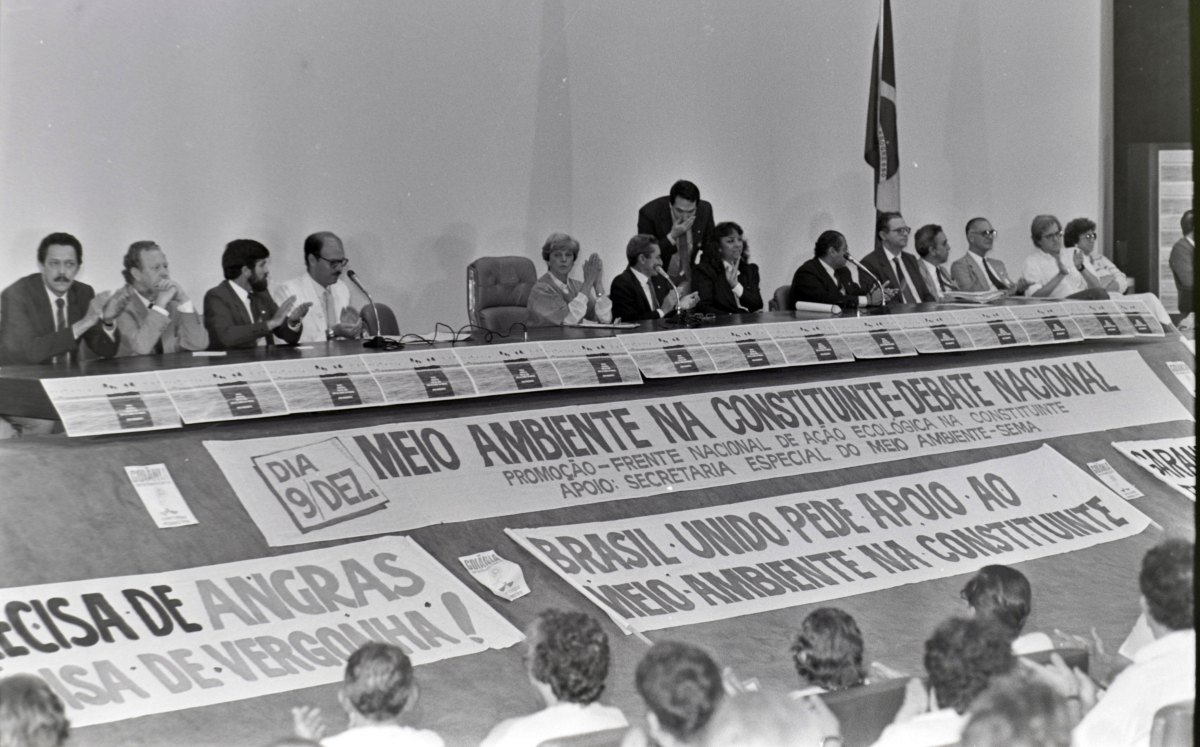 DIA
9/DEZ.
MEIO AMBIENTE NA CONSTITUINTE-DEBATE NACIONAL
PROMOÇÃO-FRENTE NACIONAL DE AÇÃO ECOLÓGICA NA CONSTITUINTE
APOIO: SECRETARIA ESPECIAL DO MEIO AMBIENTE-SEMA
BRASIL·UNIDO·PEDE·APOIO·AO
MEIO·AMBIENTE·NA·CONSTITUINTE
ECISA·DE ANGRAS
ISA·DE·VERGONHA!
GARAN